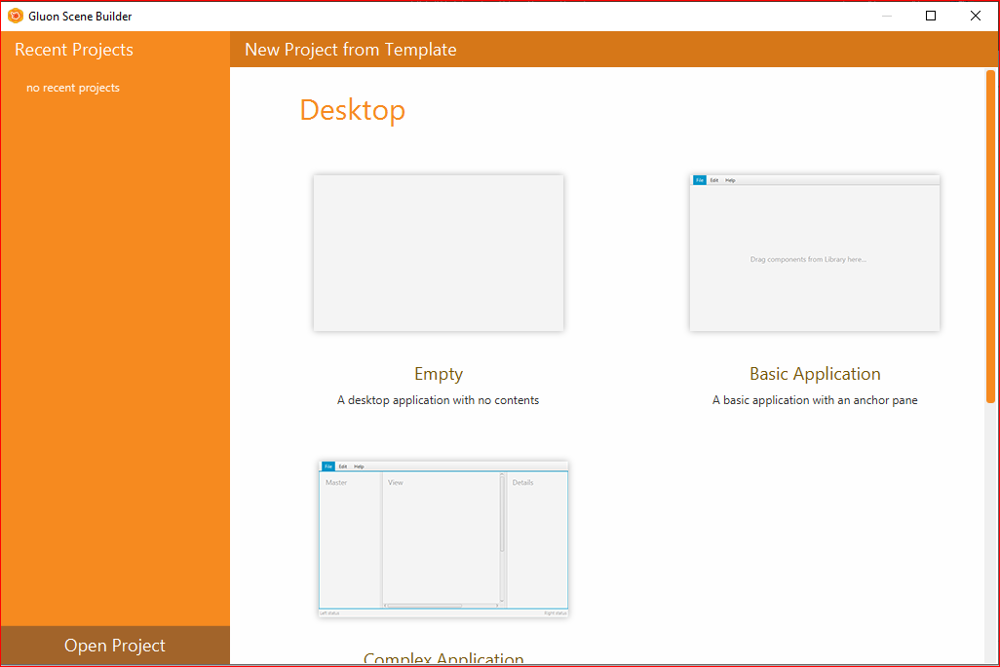 Gluon Scene Builder
Recent Projects
no recent projects
Open Project
New Project from Template
Desktop
Empty
A desktop application with no contents
File Edit Help
Drag components from Library here...
Basic Application
A basic application with an anchor pane
File Edit Help
Master View Details
Left status Right status
Complex Application